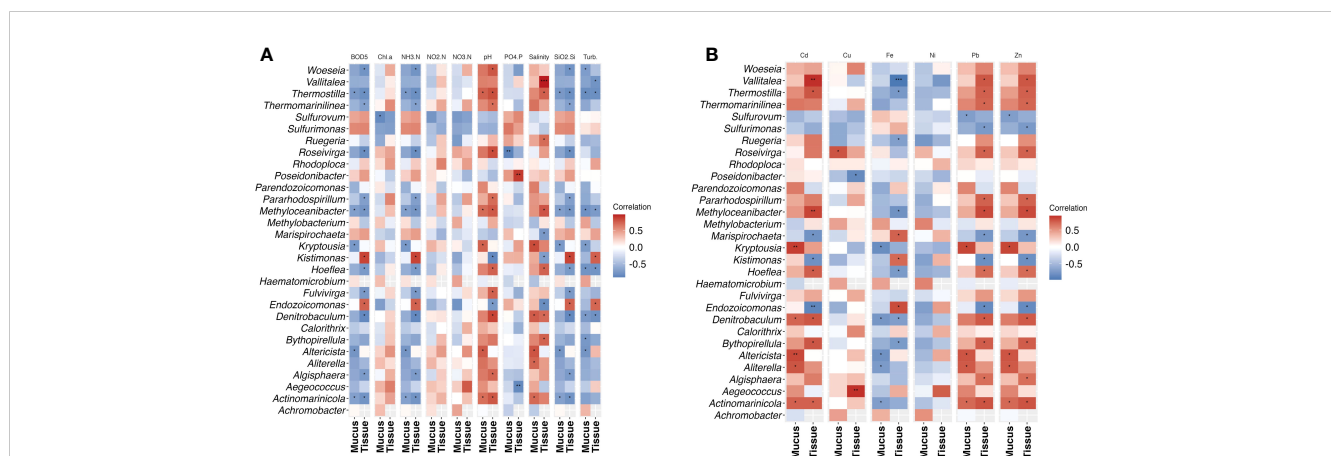 A
BOD5 Chl.a NH3.N NO2.N NO3.N pH PO4.P Salinity SiO2.Si Turb.
Woeseia
Vallitalea
Thermostilla
Thermomarinilinea
Sulfurovum
Sulfurimonas
Ruegeria
Roseivirga
Rhodoploca
Poseidonibacter
Parendozoicomonas
Pararhodospirillum
Methyloceanibacter
Methylobacterium
Marispirochaeta
Kryptousia
Kistimonas
Hoeflea
Haematomicrobium
Fulvivirga
Endozoicomonas
Denitrobaculum
Calorithrix
Bythopirellula
Altericista
Aliterella
Algisphaera
Aegeococcus
Actinomarinicola
Achromobacter
Mucus Tissue Mucus Tissue Mucus Tissue Mucus Tissue Mucus Tissue Mucus Tissue Mucus Tissue Mucus Tissue Mucus Tissue Mucus Tissue
Correlation
0.5
0.0
-0.5
B
Cd Cu Fe Ni Pb Zn
Woeseia
Vallitalea
Thermostilla
Thermomarinilinea
Sulfurovum
Sulfurimonas
Ruegeria
Roseivirga
Rhodoploca
Poseidonibacter
Parendozoicomonas
Pararhodospirillum
Methyloceanibacter
Methylobacterium
Marispirochaeta
Kryptousia
Kistimonas
Hoeflea
Haematomicrobium
Fulvivirga
Endozoicomonas
Denitrobaculum
Calorithrix
Bythopirellula
Altericista
Aliterella
Algisphaera
Aegeococcus
Actinomarinicola
Achromobacter
Mucus Tissue Mucus Tissue Mucus Tissue Mucus Tissue Mucus Tissue Mucus Tissue
Correlation
0.5
0.0
-0.5